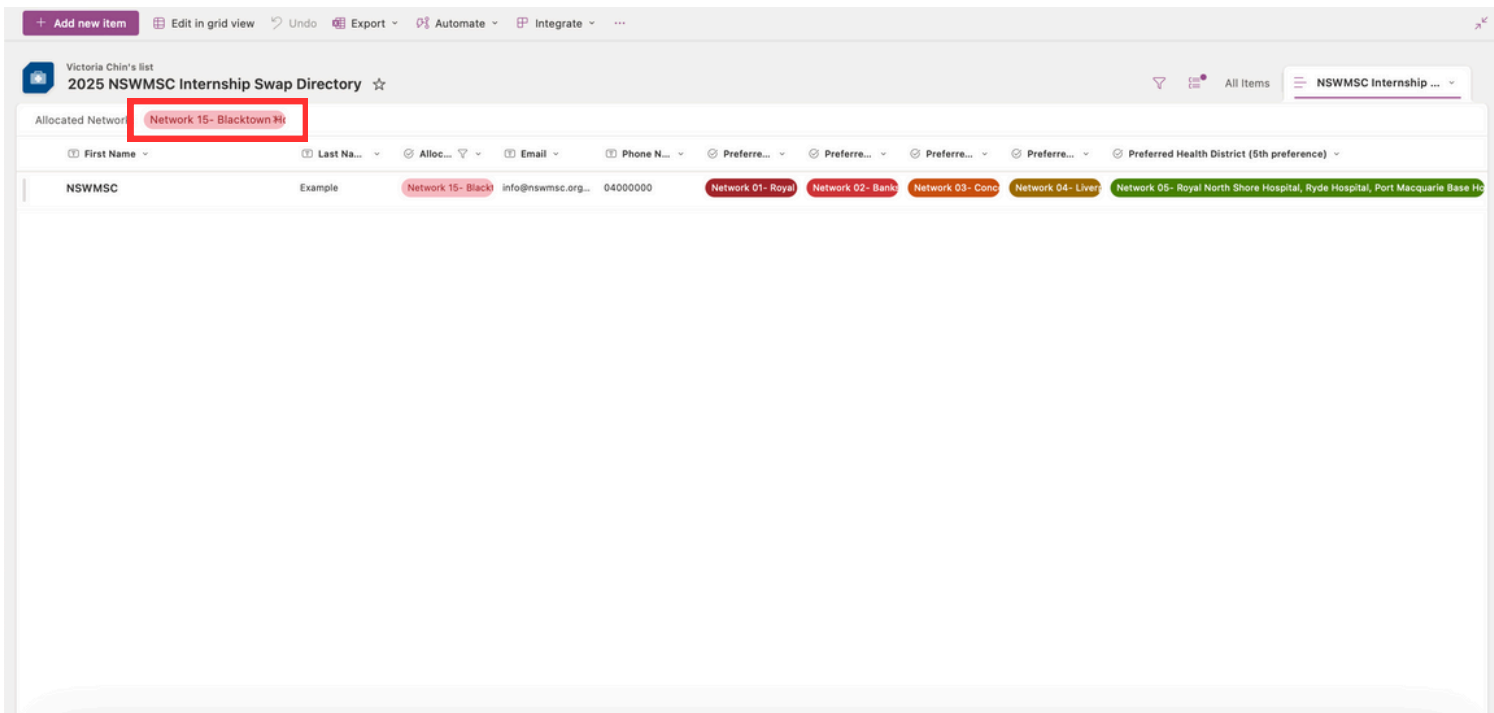 + Add new item Edit in grid view Undo Export Automate Integrate ...
Victoria Chin's list
2025 NSWMSC Internship Swap Directory
All Items NSWMSC Internship ...
Allocated Network Network 15- Blacktown
First Name Last Na... Alloc... Email Phone N... Preferre... Preferre... Preferre... Preferre... Preferred Health District (5th preference)
NSWMSC Example Network 15- Blackt info@nswmsc.org... 04000000 Network 01- Royal Network 02- Banks Network 03- Conc Network 04- Liver Network 05- Royal North Shore Hospital, Ryde Hospital, Port Macquarie Base Ho